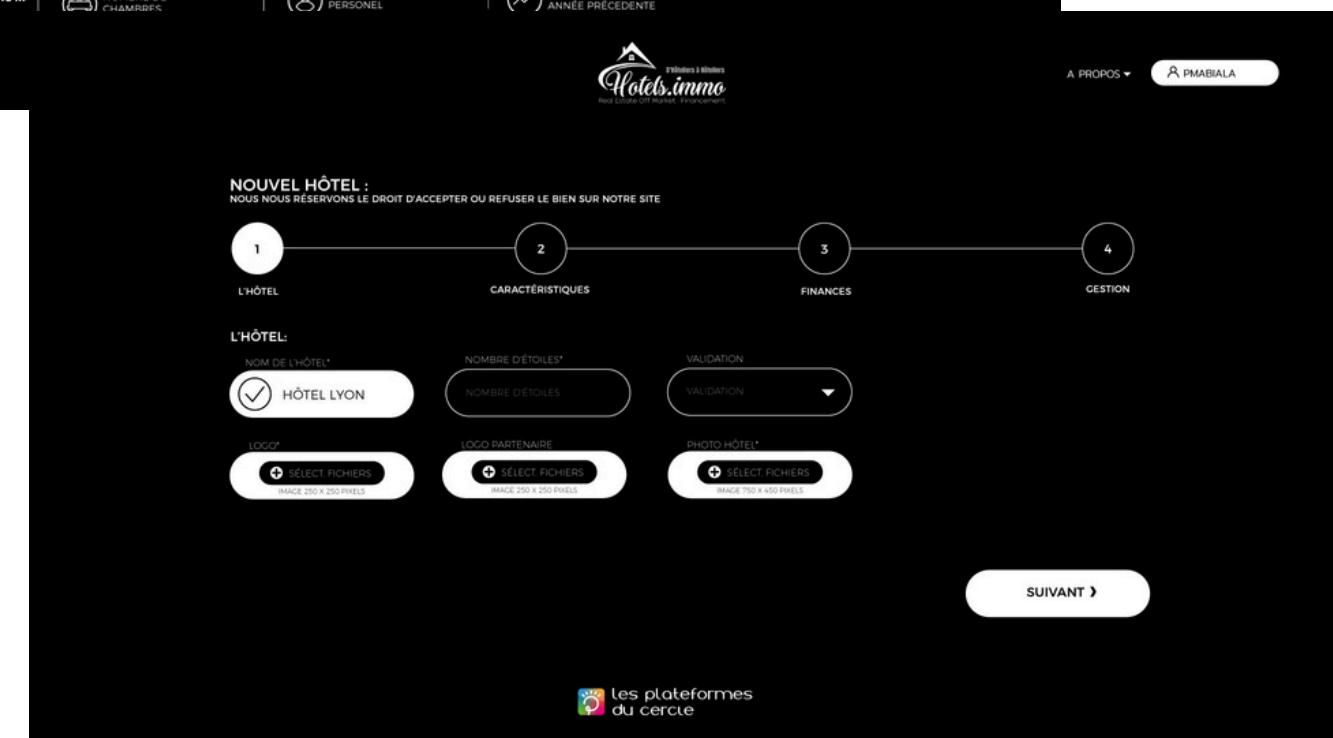 CHAMBRES
PERSONEL
ANNÉE PRÉCEDENTE
D'Hôteliers à Hôteliers
Hotels.immo
Real Estate Off Market - Financement
A PROPOS
PMABIALA
NOUVEL HÔTEL :
NOUS NOUS RÉSERVONS LE DROIT D'ACCEPTER OU REFUSER LE BIEN SUR NOTRE SITE
1
2
3
4
L'HÔTEL
CARACTÉRISTIQUES
FINANCES
GESTION
L'HÔTEL:
NOM DE L'HÔTEL*
NOMBRE D'ÉTOILES*
VALIDATION
HÔTEL LYON
NOMBRE D'ÉTOILES
VALIDATION
LOGO*
LOGO PARTENAIRE
PHOTO HÔTEL*
SÉLECT. FICHIERS
SÉLECT. FICHIERS
SÉLECT. FICHIERS
IMAGE 250 X 250 PIXELS
IMAGE 250 X 250 PIXELS
IMAGE 750 X 450 PIXELS
SUIVANT ❯
les plateformes
du cercle